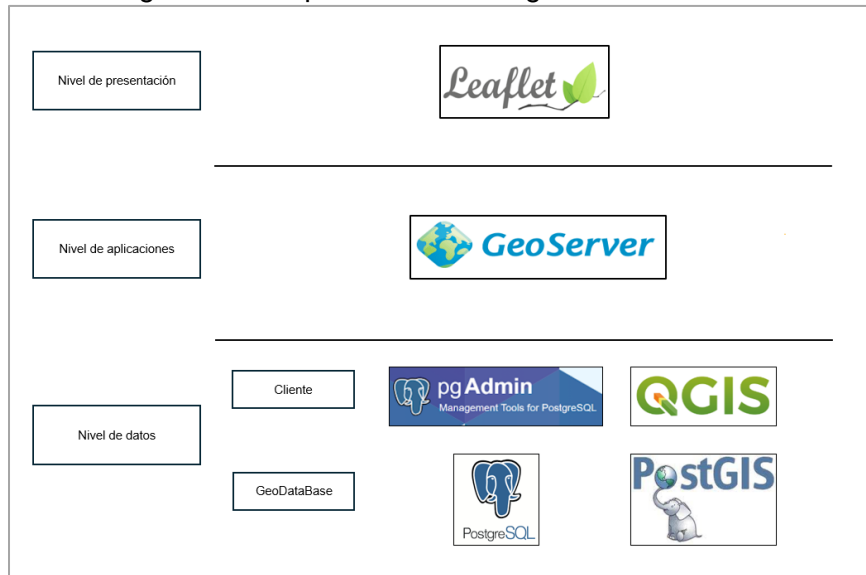 Nivel de presentación
Leaflet
Nivel de aplicaciones
GeoServer
Cliente
pgAdmin
Management Tools for PostgreSQL
QGIS
Nivel de datos
GeoDataBase
PostgreSQL
PostGIS